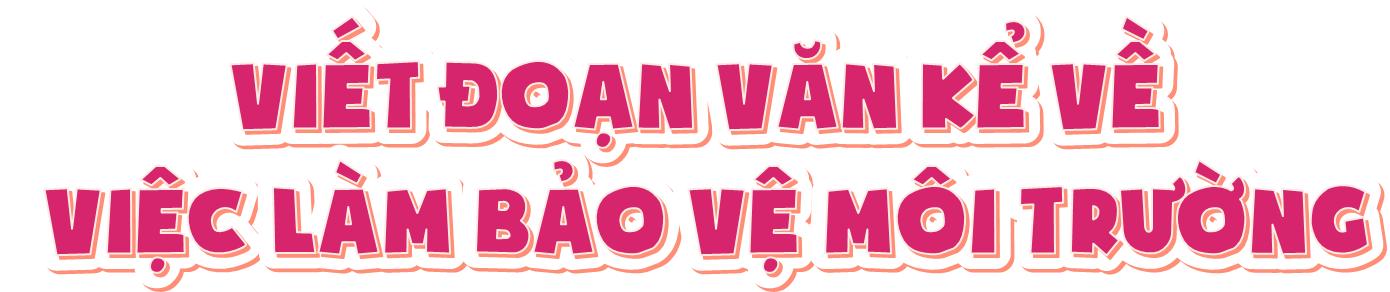 VIẾT ĐOẠN VĂN KỂ VỀ
VIỆC LÀM BẢO VỆ MÔI TRƯỜNG